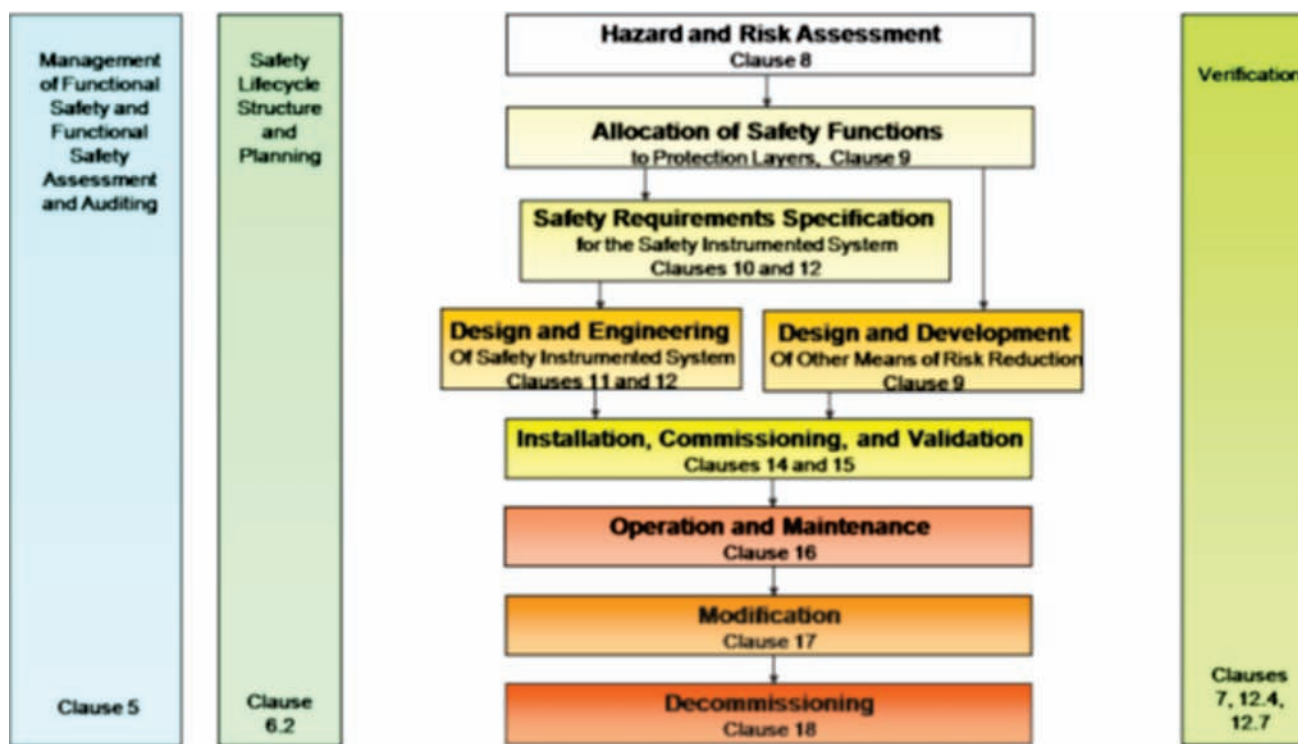 Management
of Functional
Safety and
Functional
Safety
Assessment
and Auditing
Clause 5
Safety
Lifecycle
Structure
and
Planning
Clause
6.2
Hazard and Risk Assessment
Clause 8
Allocation of Safety Functions
to Protection Layers, Clause 9
Safety Requirements Specification
for the Safety Instrumented System
Clauses 10 and 12
Design and Engineering
Of Safety Instrumented System
Clauses 11 and 12
Design and Development
Of Other Means of Risk Reduction
Clause 9
Installation, Commissioning, and Validation
Clauses 14 and 15
Operation and Maintenance
Clause 16
Modification
Clause 17
Decommissioning
Clause 18
Verification
Clauses
7, 12.4,
12.7